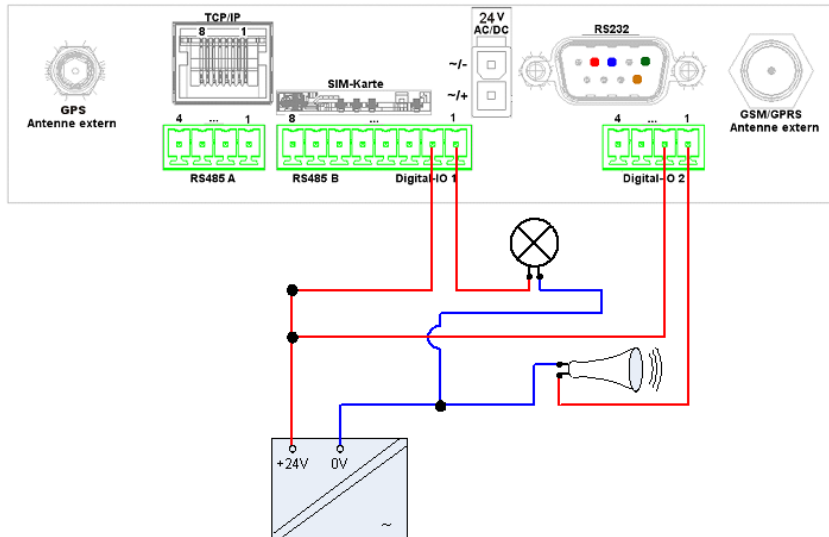 TCP/IP
8 1
GPS
Antenne extern
SIM-Karte
24 V
AC/DC
~/-
~/+
RS232
GSM/GPRS
Antenne extern
4 ... 1
RS485 A
8 ... 1
RS485 B Digital-IO 1
4 ... 1
Digital-IO 2
+24V 0V
~